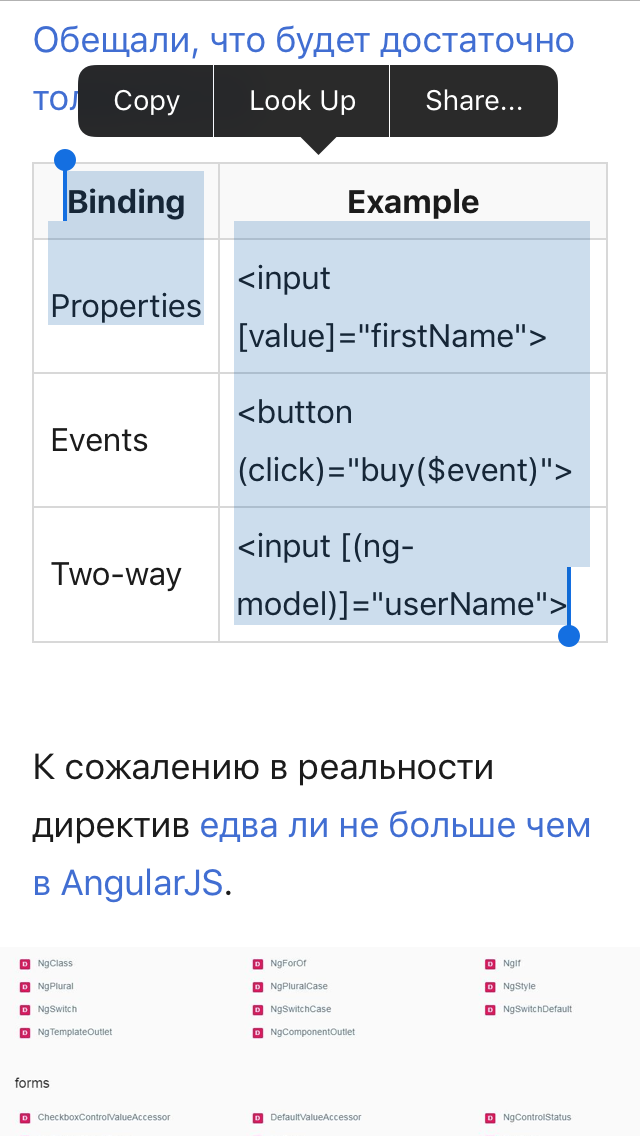 Обещали, что будет достаточно
Copy Look Up Share...
Binding Example
Properties <input
[value]="firstName">
Events <button
(click)="buy($event)">
Two-way <input [(ng-
model)]="userName">
К сожалению в реальности
директив едва ли не больше чем
в AngularJS.
D NgClass D NgForOf D NgIf
D NgPlural D NgPluralCase D NgStyle
D NgSwitch D NgSwitchCase D NgSwitchDefault
D NgTemplateOutlet D NgComponentOutlet
forms
D CheckboxControlValueAccessor D DefaultValueAccessor D NgControlStatus